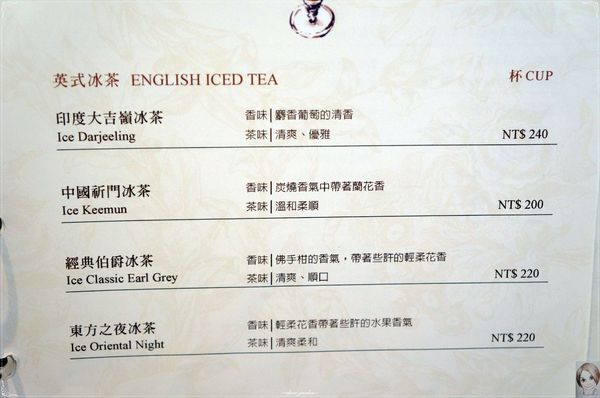 英式冰茶 ENGLISH ICED TEA 杯 CUP
印度大吉嶺冰茶 香味│麝香葡萄的清香
Ice Darjeeling 茶味│清爽、優雅 NT$ 240
中國祈門冰茶 香味│炭燒香氣中帶著蘭花香
Ice Keemun 茶味│溫和柔順 NT$ 200
經典伯爵冰茶 香味│佛手柑的香氣，帶著些許的輕柔花香
Ice Classic Earl Grey 茶味│清爽、順口 NT$ 220
東方之夜冰茶 香味│輕柔花香帶著些許的水果香氣
Ice Oriental Night 茶味│清爽柔和 NT$ 220